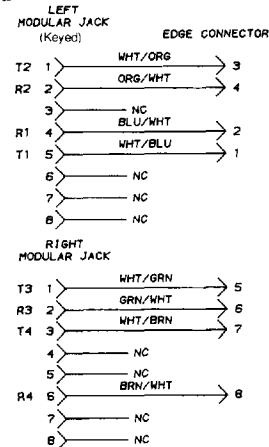 LEFT
MODULAR JACK
(Keyed) EDGE CONNECTOR
T2 1 WHT/ORG 3
R2 2 ORG/WHT 4
3 NC
R1 4 BLU/WHT 2
T1 5 WHT/BLU 1
6 NC
7 NC
8 NC
RIGHT
MODULAR JACK
T3 1 WHT/GRN 5
R3 2 GRN/WHT 6
T4 3 WHT/BRN 7
4 NC
5 NC
R4 6 BRN/WHT 8
7 NC
8 NC